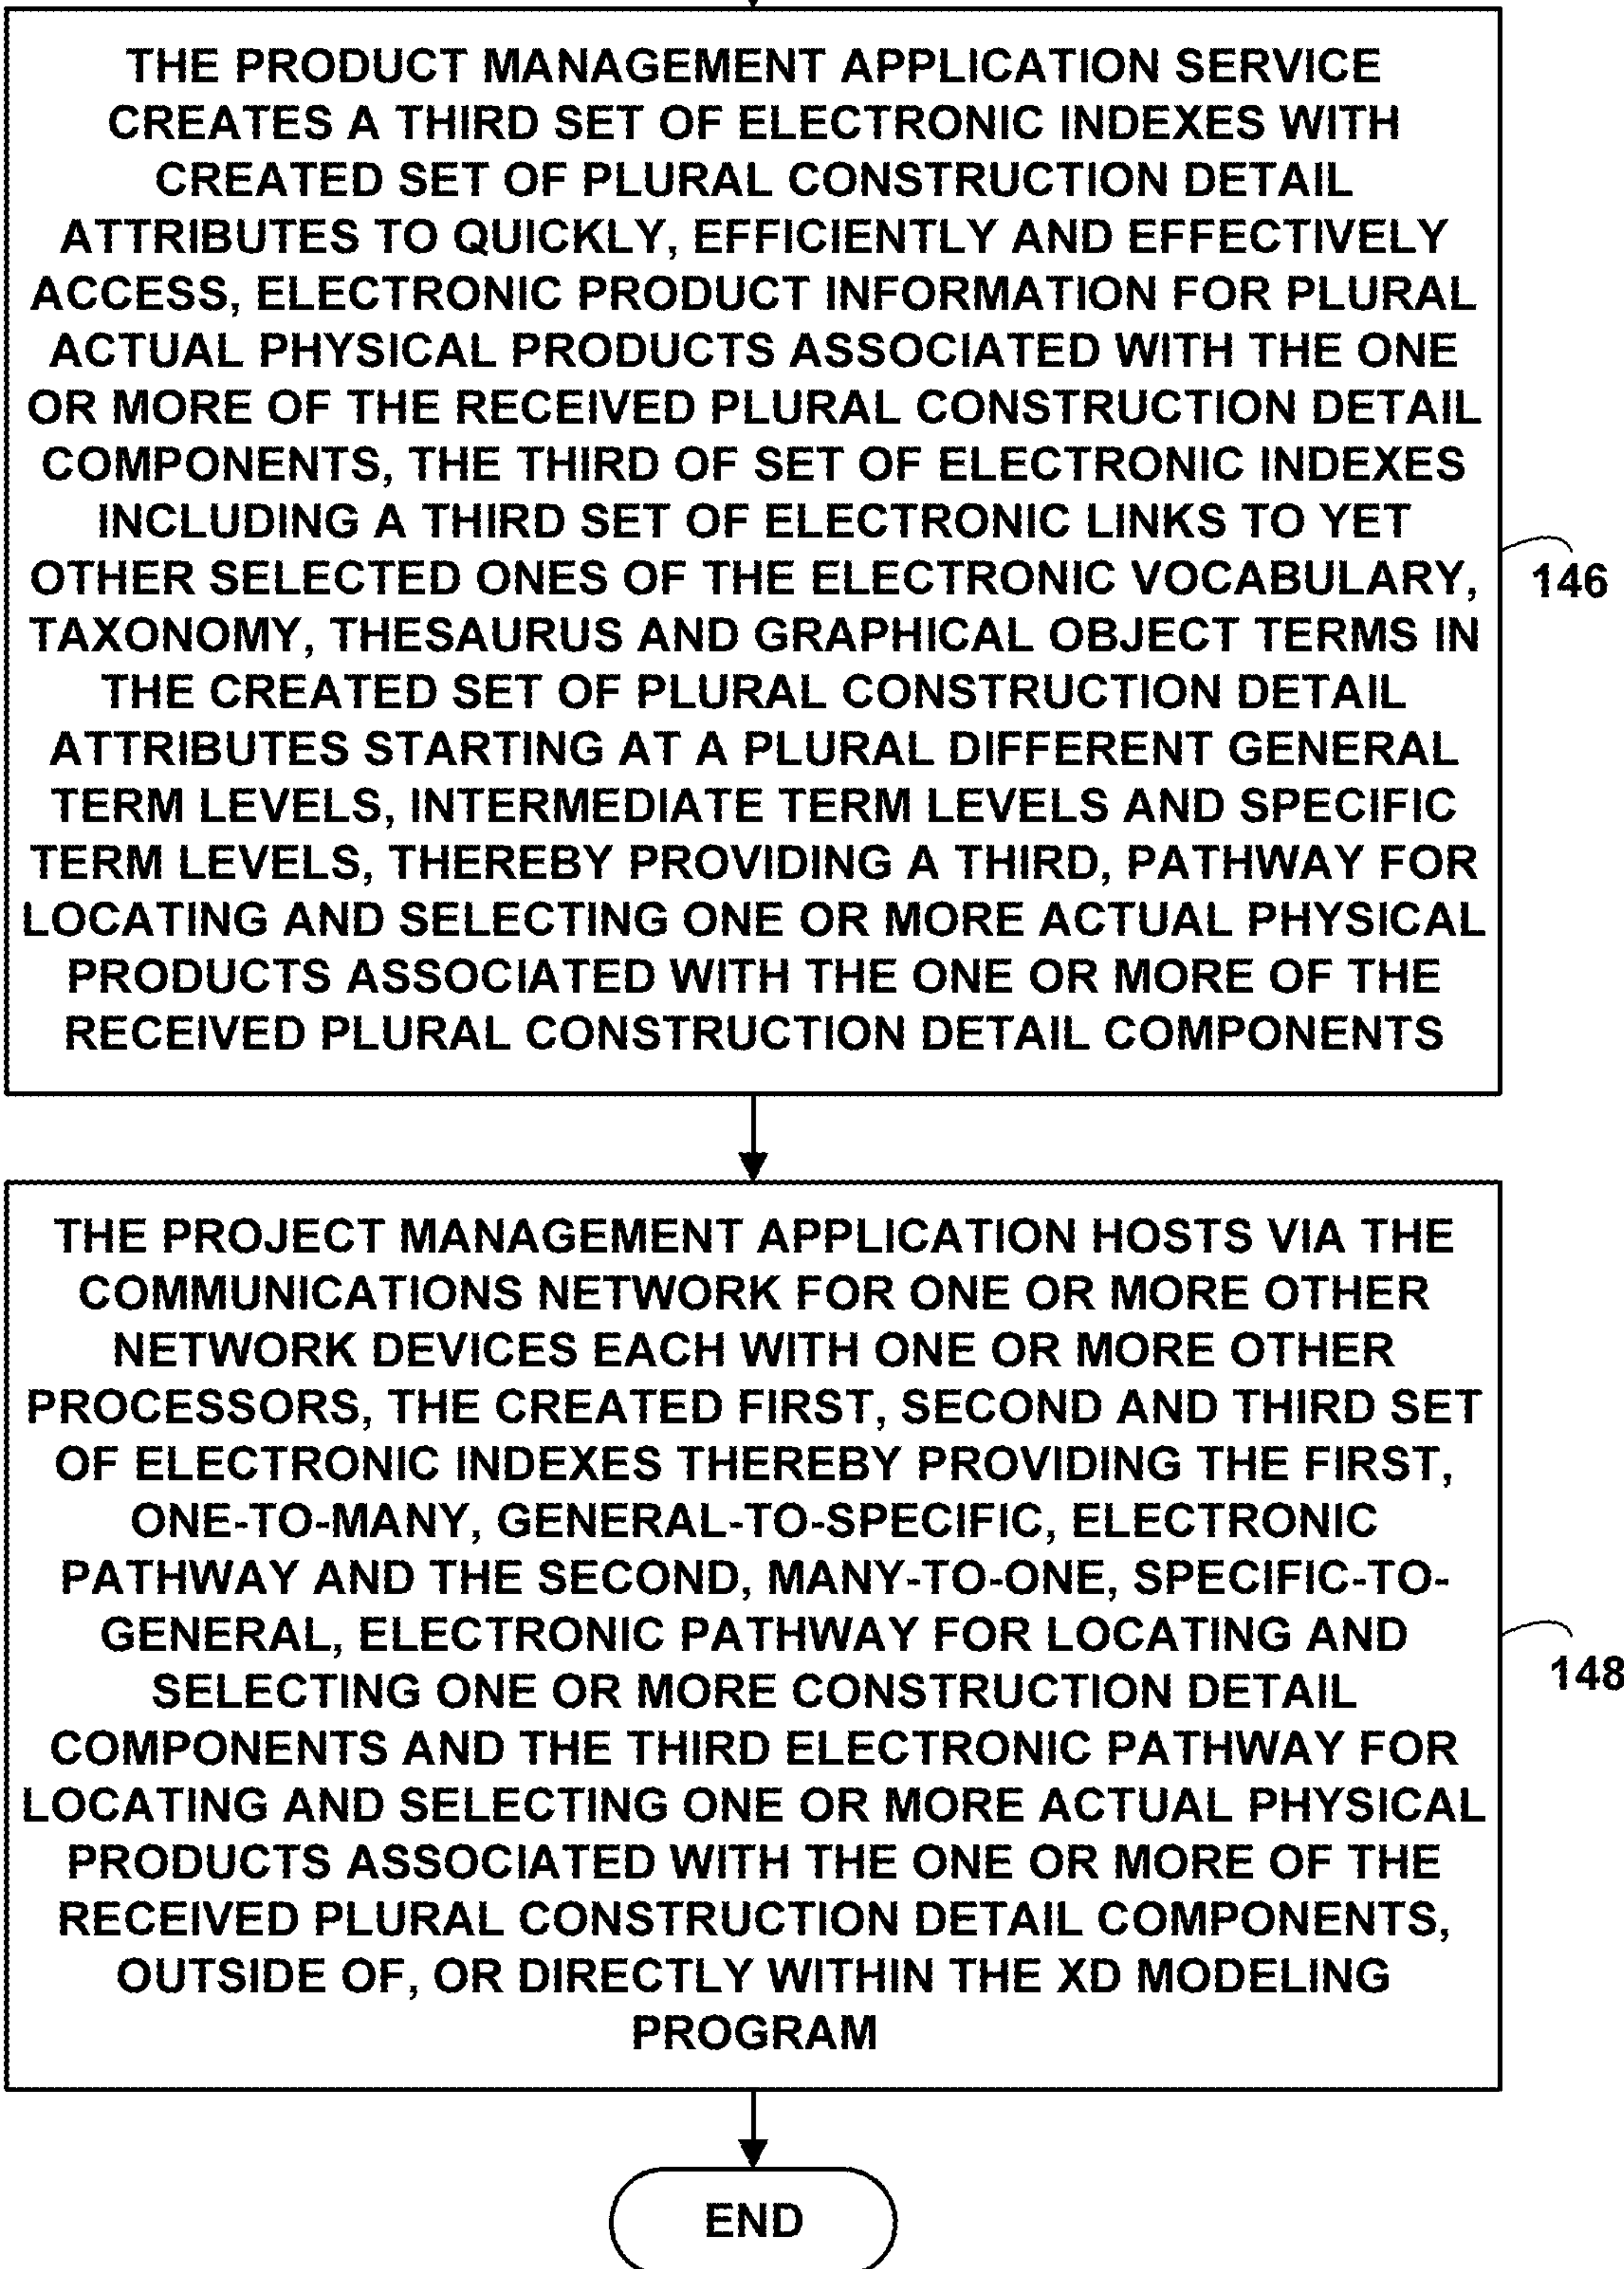 THE PRODUCT MANAGEMENT APPLICATION SERVICE
CREATES A THIRD SET OF ELECTRONIC INDEXES WITH
CREATED SET OF PLURAL CONSTRUCTION DETAIL
ATTRIBUTES TO QUICKLY, EFFICIENTLY AND EFFECTIVELY
ACCESS, ELECTRONIC PRODUCT INFORMATION FOR PLURAL
ACTUAL PHYSICAL PRODUCTS ASSOCIATED WITH THE ONE
OR MORE OF THE RECEIVED PLURAL CONSTRUCTION DETAIL
COMPONENTS, THE THIRD OF SET OF ELECTRONIC INDEXES
INCLUDING A THIRD SET OF ELECTRONIC LINKS TO YET
OTHER SELECTED ONES OF THE ELECTRONIC VOCABULARY,
TAXONOMY, THESAURUS AND GRAPHICAL OBJECT TERMS IN
THE CREATED SET OF PLURAL CONSTRUCTION DETAIL
ATTRIBUTES STARTING AT A PLURAL DIFFERENT GENERAL
TERM LEVELS, INTERMEDIATE TERM LEVELS AND SPECIFIC
TERM LEVELS, THEREBY PROVIDING A THIRD, PATHWAY FOR
LOCATING AND SELECTING ONE OR MORE ACTUAL PHYSICAL
PRODUCTS ASSOCIATED WITH THE ONE OR MORE OF THE
RECEIVED PLURAL CONSTRUCTION DETAIL COMPONENTS
146
THE PROJECT MANAGEMENT APPLICATION HOSTS VIA THE
COMMUNICATIONS NETWORK FOR ONE OR MORE OTHER
NETWORK DEVICES EACH WITH ONE OR MORE OTHER
PROCESSORS, THE CREATED FIRST, SECOND AND THIRD SET
OF ELECTRONIC INDEXES THEREBY PROVIDING THE FIRST,
ONE-TO-MANY, GENERAL-TO-SPECIFIC, ELECTRONIC
PATHWAY AND THE SECOND, MANY-TO-ONE, SPECIFIC-TO-
GENERAL, ELECTRONIC PATHWAY FOR LOCATING AND
SELECTING ONE OR MORE CONSTRUCTION DETAIL
COMPONENTS AND THE THIRD ELECTRONIC PATHWAY FOR
LOCATING AND SELECTING ONE OR MORE ACTUAL PHYSICAL
PRODUCTS ASSOCIATED WITH THE ONE OR MORE OF THE
RECEIVED PLURAL CONSTRUCTION DETAIL COMPONENTS,
OUTSIDE OF, OR DIRECTLY WITHIN THE XD MODELING
PROGRAM
148
END